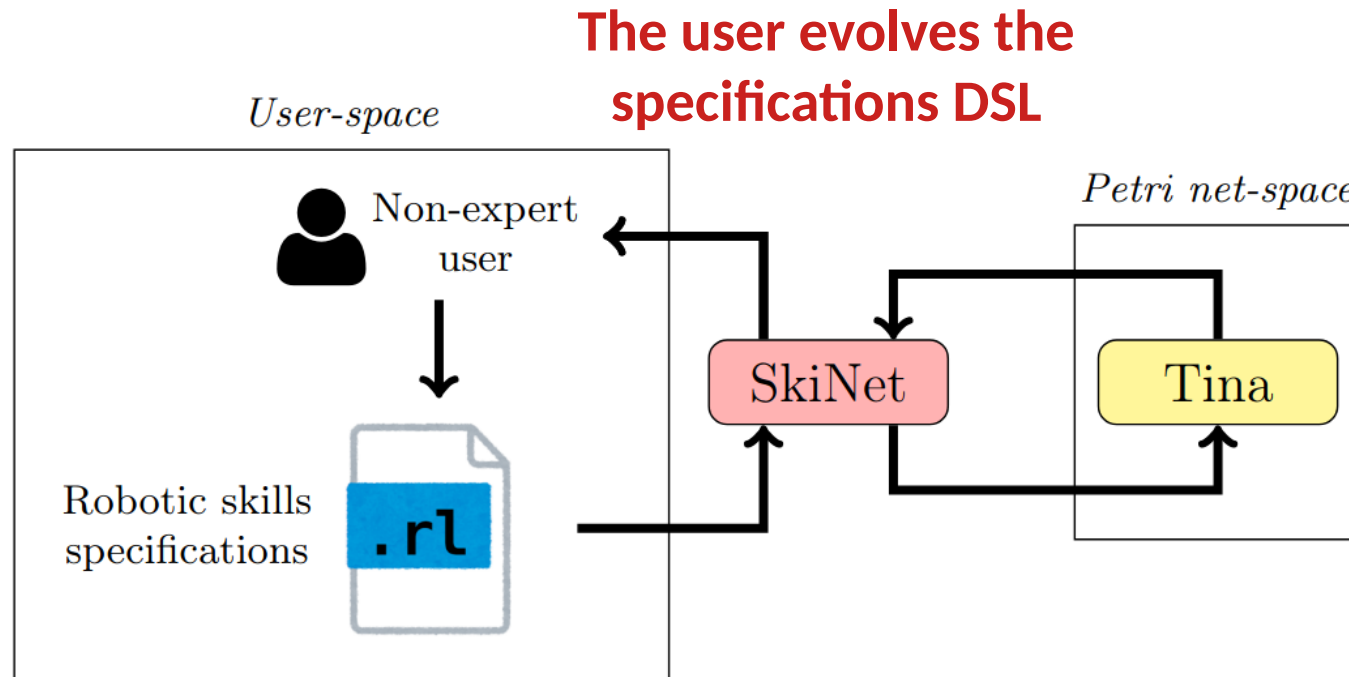 The user evolves the
specifications DSL
User-space
Petri net-space
Non-expert
user
SkiNet
Tina
Robotic skills
specifications
.rl